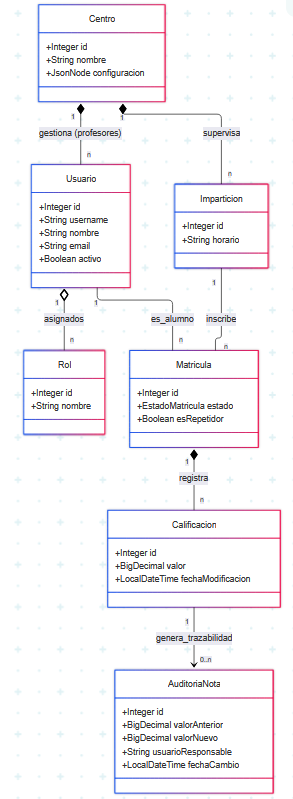 Centro
+Integer id
+String nombre
+JsonNode configuracion
1
1
gestiona (profesores)
supervisa
n
n
Usuario
+Integer id
+String username
+String nombre
+String email
+Boolean activo
Imparticion
+Integer id
+String horario
1
1
1
asignados
es_alumno
inscribe
n
n
n
Rol
+Integer id
+String nombre
Matricula
+Integer id
+EstadoMatricula estado
+Boolean esRepetidor
1
registra
n
Calificacion
+Integer id
+BigDecimal valor
+LocalDateTime fechaModificacion
1
genera_trazabilidad
0..n
AuditoriaNota
+Integer id
+BigDecimal valorAnterior
+BigDecimal valorNuevo
+String usuarioResponsable
+LocalDateTime fechaCambio